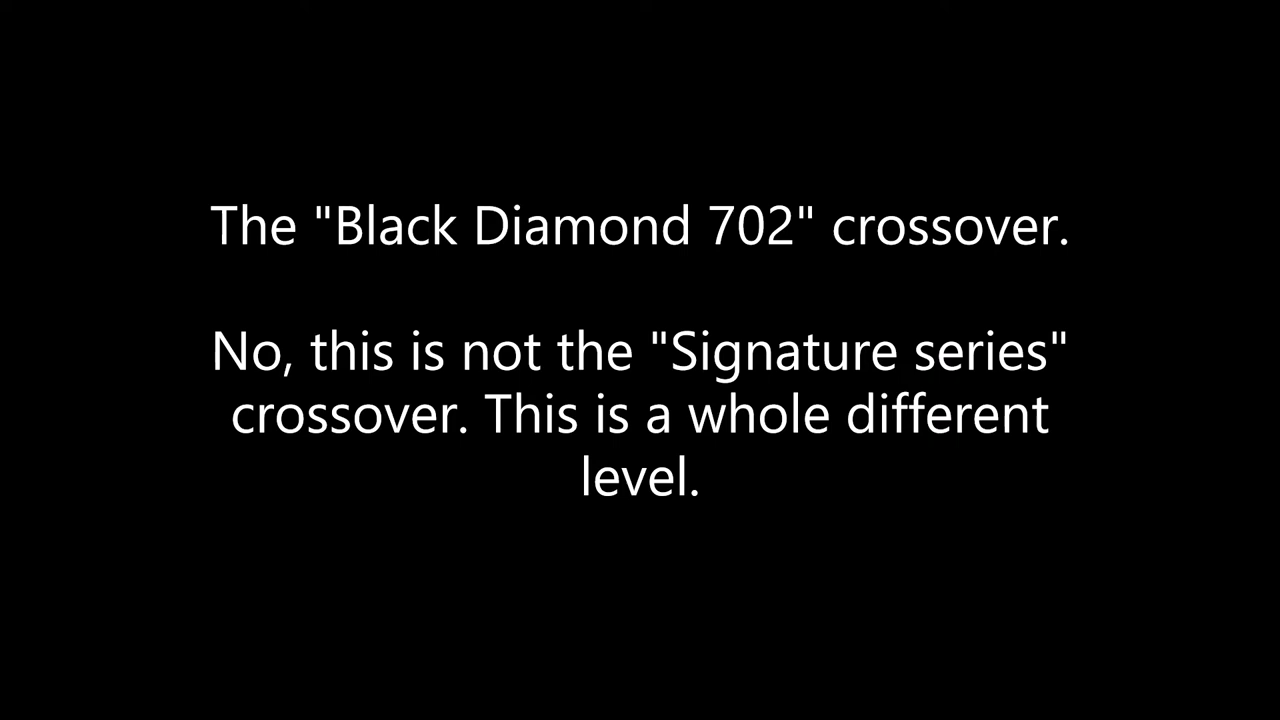 The "Black Diamond 702" crossover.
No, this is not the "Signature series"
crossover. This is a whole different
level.